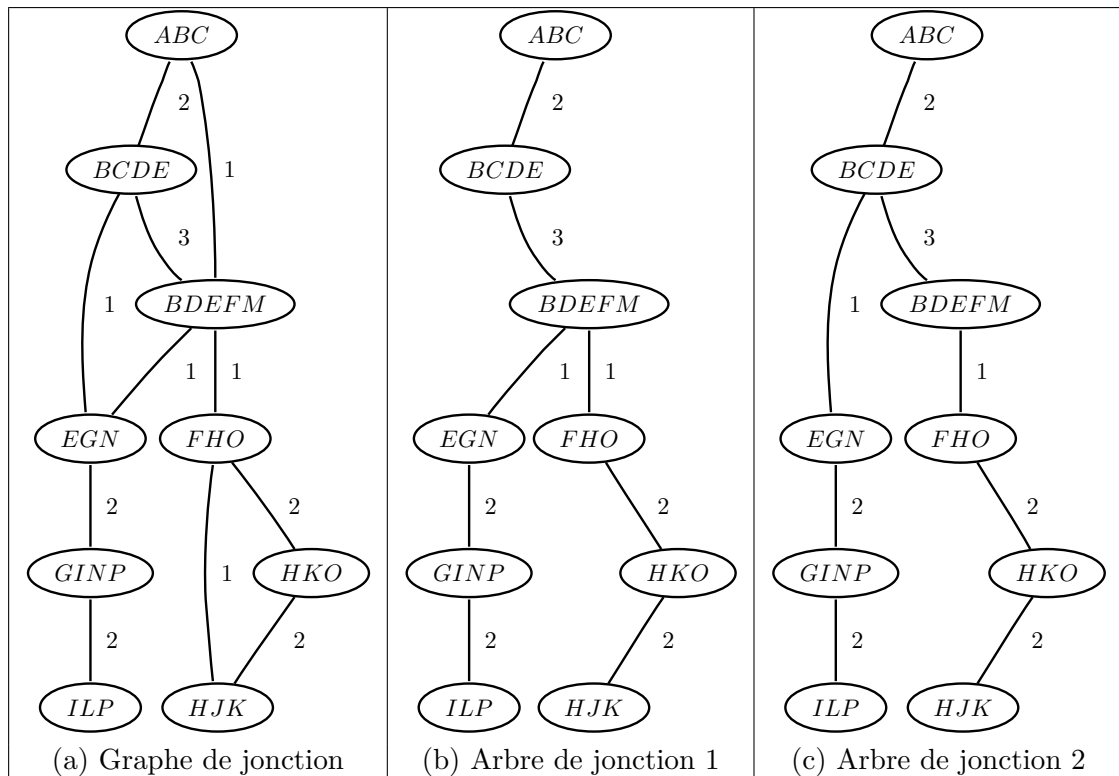 ABC
2
BCDE
1
3
1
BDEFM
1
1
EGN
FHO
2
2
GINP
1
HKO
2
2
ILP
HJK
(a) Graphe de jonction
ABC
2
BCDE
3
BDEFM
1
1
EGN
FHO
2
2
GINP
HKO
2
2
ILP
HJK
(b) Arbre de jonction 1
ABC
2
BCDE
3
1
BDEFM
1
EGN
FHO
2
2
GINP
HKO
2
2
ILP
HJK
(c) Arbre de jonction 2